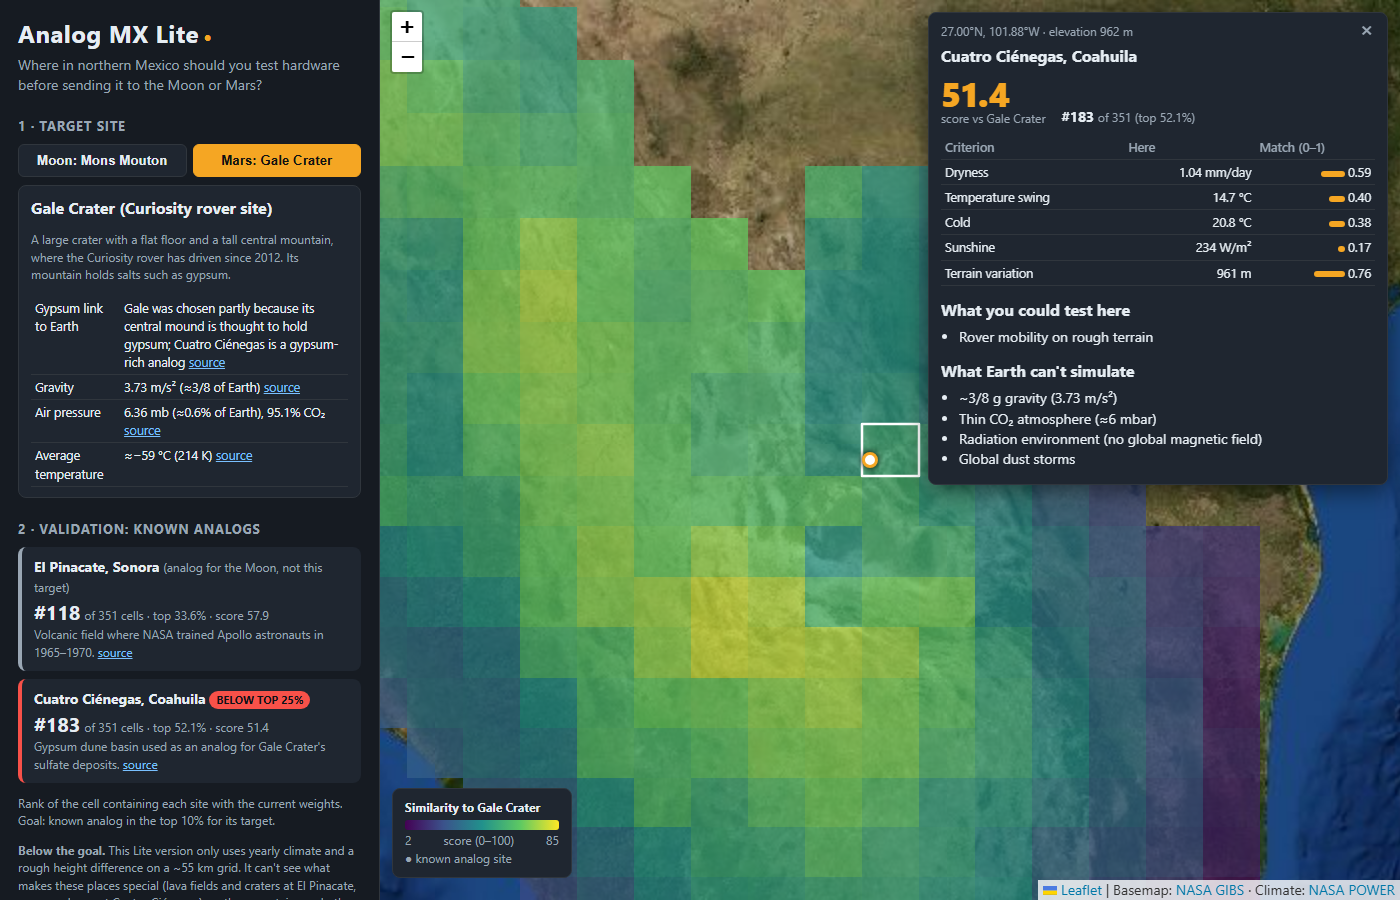 Analog MX Lite
Where in northern Mexico should you test hardware
before sending it to the Moon or Mars?
1 · TARGET SITE
Moon: Mons Mouton
Mars: Gale Crater
Gale Crater (Curiosity rover site)
A large crater with a flat floor and a tall central mountain,
where the Curiosity rover has driven since 2012. Its
mountain holds salts such as gypsum.
Gypsum link
to Earth
Gale was chosen partly because its
central mound is thought to hold
gypsum; Cuatro Ciénegas is a gypsum-
rich analog source
Gravity
3.73 m/s² (≈3/8 of Earth) source
Air pressure
6.36 mb (≈0.6% of Earth), 95.1% CO₂
source
Average
temperature
≈−59 °C (214 K) source
2 · VALIDATION: KNOWN ANALOGS
El Pinacate, Sonora (analog for the Moon, not this
target)
#118 of 351 cells · top 33.6% · score 57.9
Volcanic field where NASA trained Apollo astronauts in
1965–1970. source
Cuatro Ciénegas, Coahuila BELOW TOP 25%
#183 of 351 cells · top 52.1% · score 51.4
Gypsum dune basin used as an analog for Gale Crater's
sulfate deposits. source
Rank of the cell containing each site with the current weights.
Goal: known analog in the top 10% for its target.
Below the goal. This Lite version only uses yearly climate and a
rough height difference on a ~55 km grid. It can't see what
makes these places special (lava fields and craters at El Pinacate,
+
−
27.00°N, 101.88°W · elevation 962 m
×
Cuatro Ciénegas, Coahuila
51.4
score vs Gale Crater
#183 of 351 (top 52.1%)
Criterion Here Match (0–1)
Dryness 1.04 mm/day 0.59
Temperature swing 14.7 °C 0.40
Cold 20.8 °C 0.38
Sunshine 234 W/m² 0.17
Terrain variation 961 m 0.76
What you could test here
• Rover mobility on rough terrain
What Earth can't simulate
• ~3/8 g gravity (3.73 m/s²)
• Thin CO₂ atmosphere (≈6 mbar)
• Radiation environment (no global magnetic field)
• Global dust storms
Similarity to Gale Crater
2 score (0–100) 85
● known analog site
Leaflet | Basemap: NASA GIBS · Climate: NASA POWER